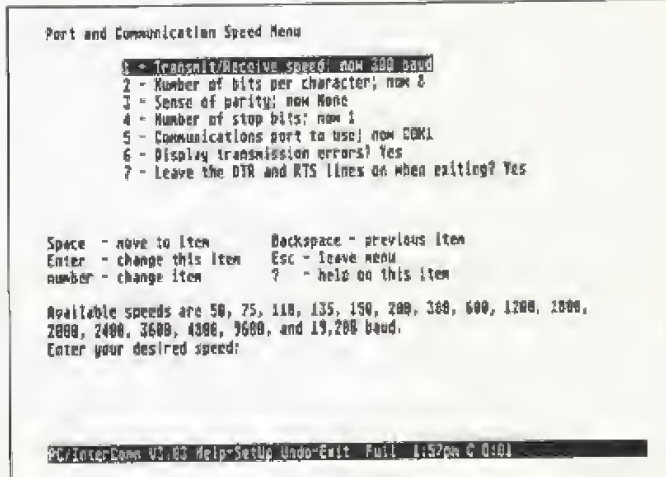 Port and Communication Speed Menu
1 - Transmit/Receive speed; now 300 baud
2 - Number of bits per character; now 8
3 - Sense of parity; now None
4 - Number of stop bits; now 1
5 - Communications port to use; now COM1
6 - Display transmission errors? Yes
7 - Leave the DTR and RTS lines on when exiting? Yes
Space - move to item Backspace - previous item
Enter - change this item Esc - leave menu
number - change item ? - help on this item
Available speeds are 50, 75, 110, 135, 150, 200, 300, 600, 1200, 1800,
2000, 2400, 3600, 4800, 9600, and 19,200 baud.
Enter your desired speed:
PC/InterComm V3.03 Help=SetUp Undo=Exit Full 1:57pm C 0:01